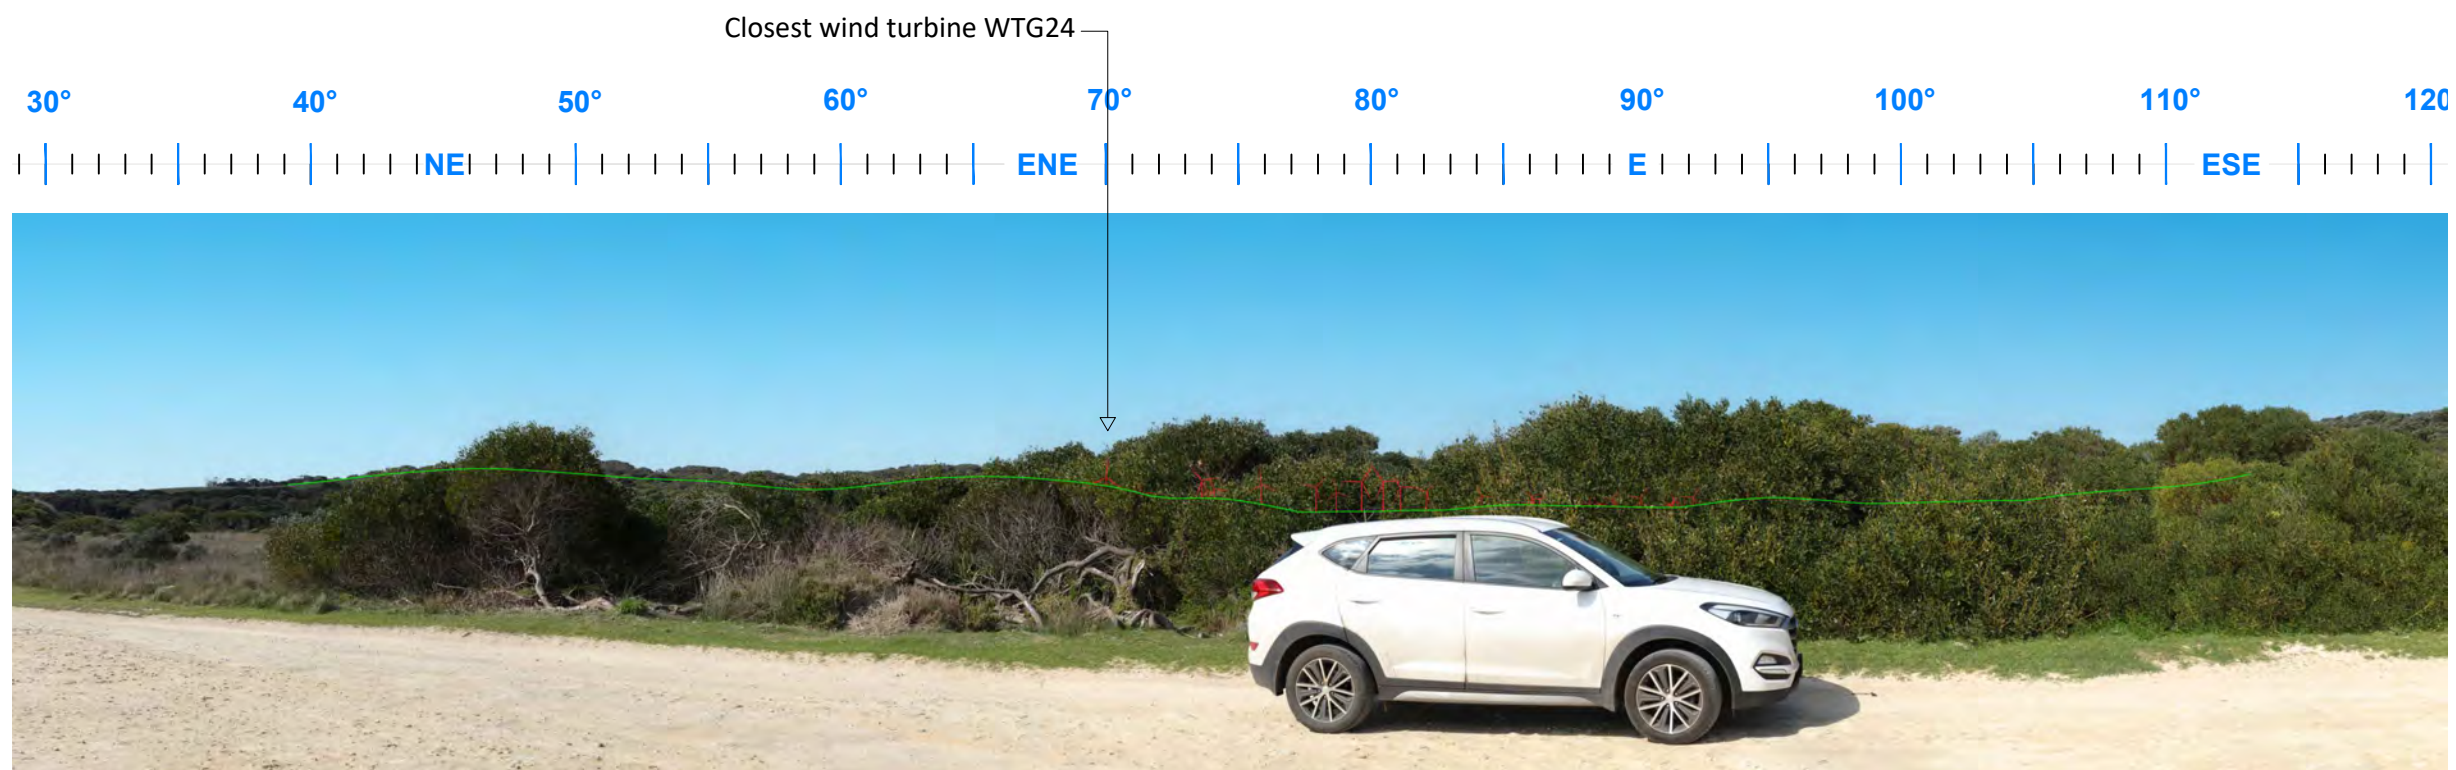 Closest wind turbine WTG24
30° 40° 50° 60° 70° 80° 90° 100° 110° 120
NE ENE E ESE